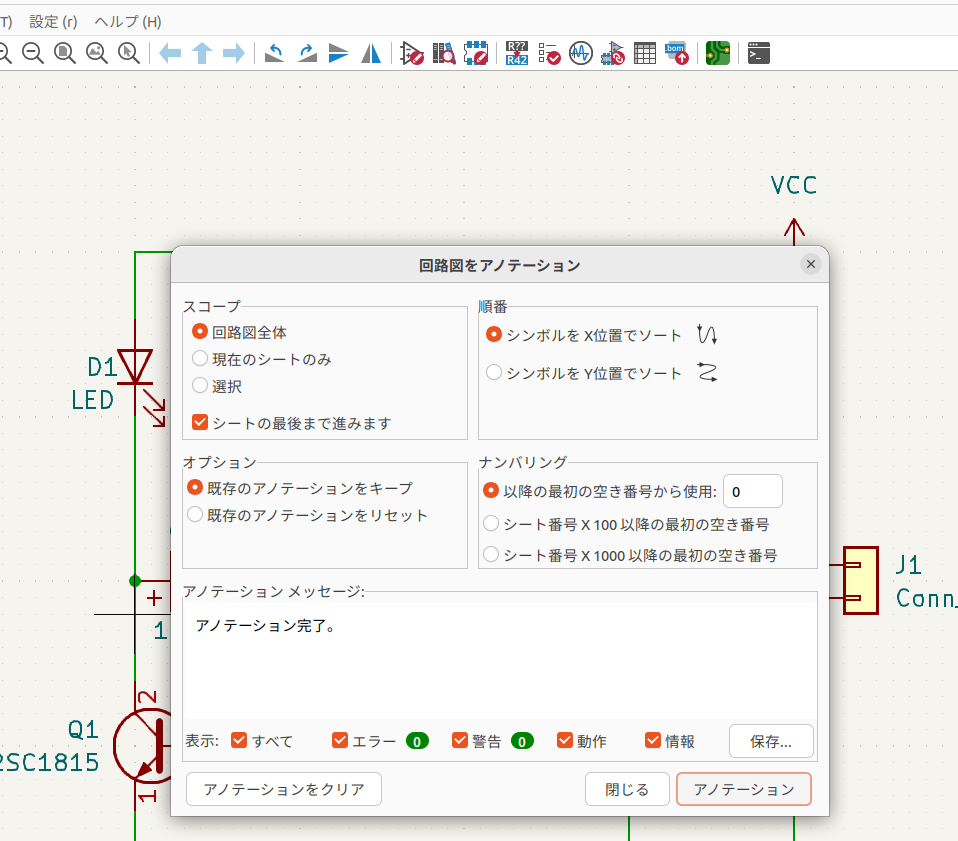 T) 設定 (r) ヘルプ (H)
R??
R42
.bom
>_
VCC
回路図をアノテーション
スコープ
回路図全体
現在のシートのみ
選択
シートの最後まで進みます
順番
シンボルを X位置でソート
シンボルを Y位置でソート
D1
LED
オプション
既存のアノテーションをキープ
既存のアノテーションをリセット
ナンバリング
以降の最初の空き番号から使用: 0
シート番号 X 100 以降の最初の空き番号
シート番号 X 1000 以降の最初の空き番号
J1
Conn_
+
1
アノテーション メッセージ:
アノテーション完了。
2
Q1
2SC1815
1
表示: すべて エラー 0 警告 0 動作 情報 保存...
アノテーションをクリア 閉じる アノテーション